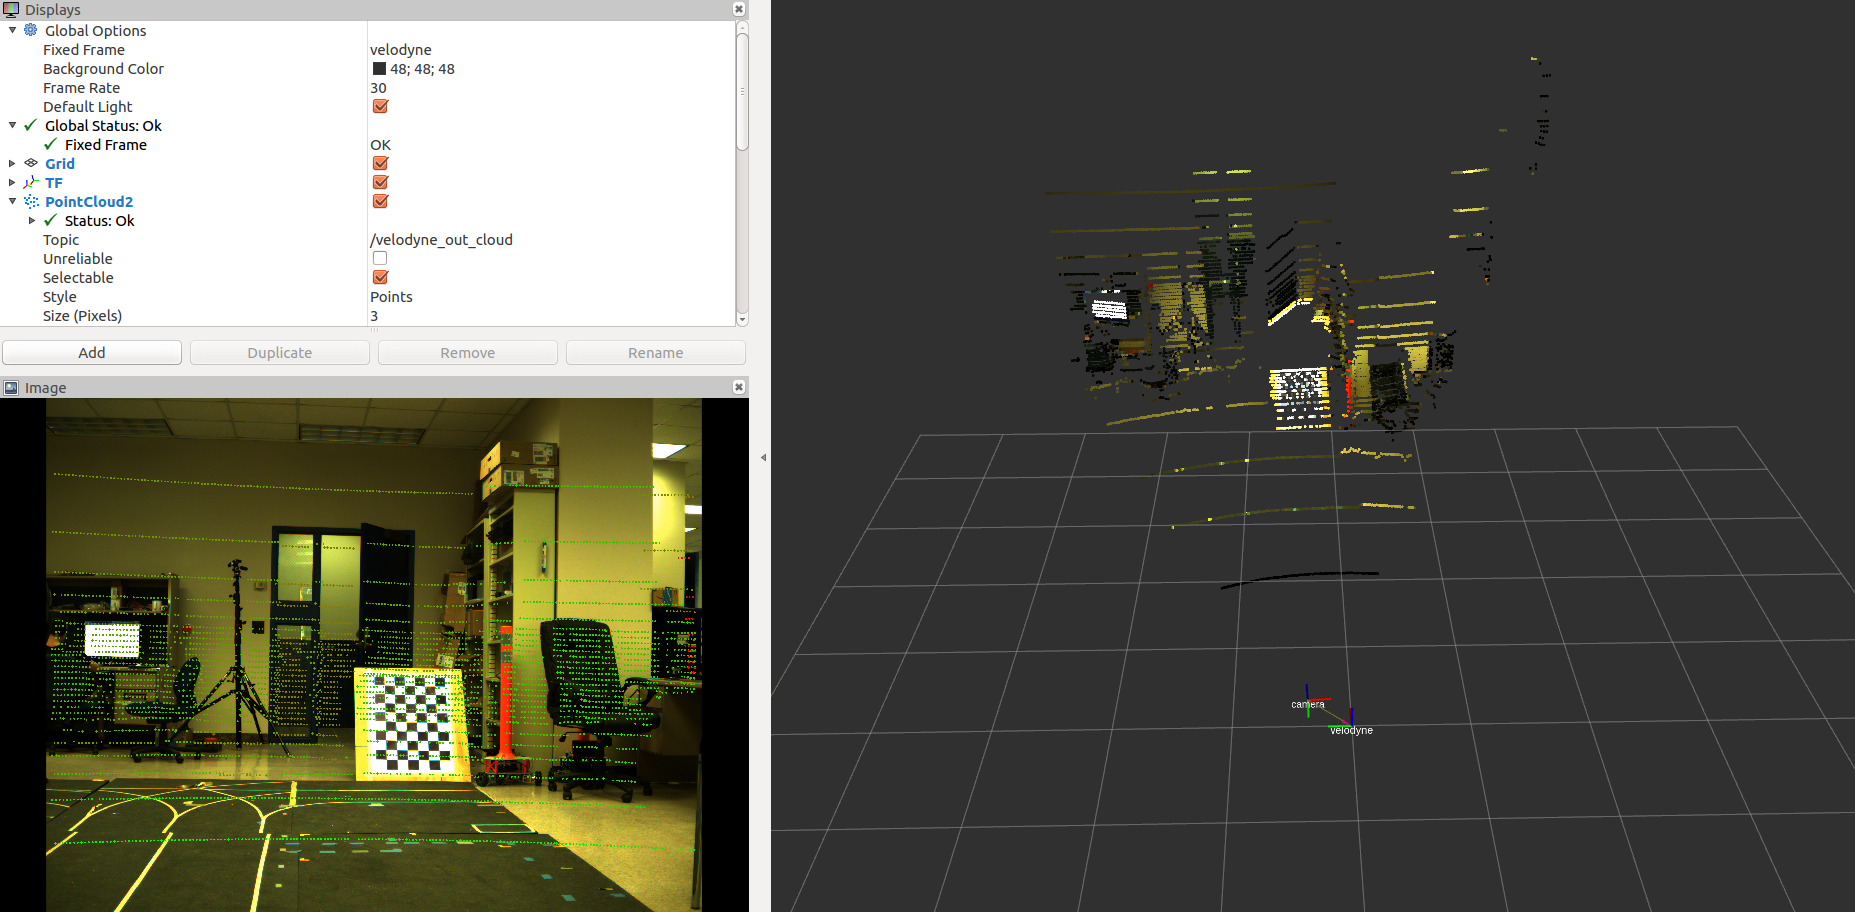 Displays
Global Options
Fixed Frame velodyne
Background Color 48; 48; 48
Frame Rate 30
Default Light
Global Status: Ok
Fixed Frame OK
Grid
TF
PointCloud2
Status: Ok
Topic /velodyne_out_cloud
Unreliable
Selectable
Style Points
Size (Pixels) 3
Add Duplicate Remove Rename
Image
camera
velodyne